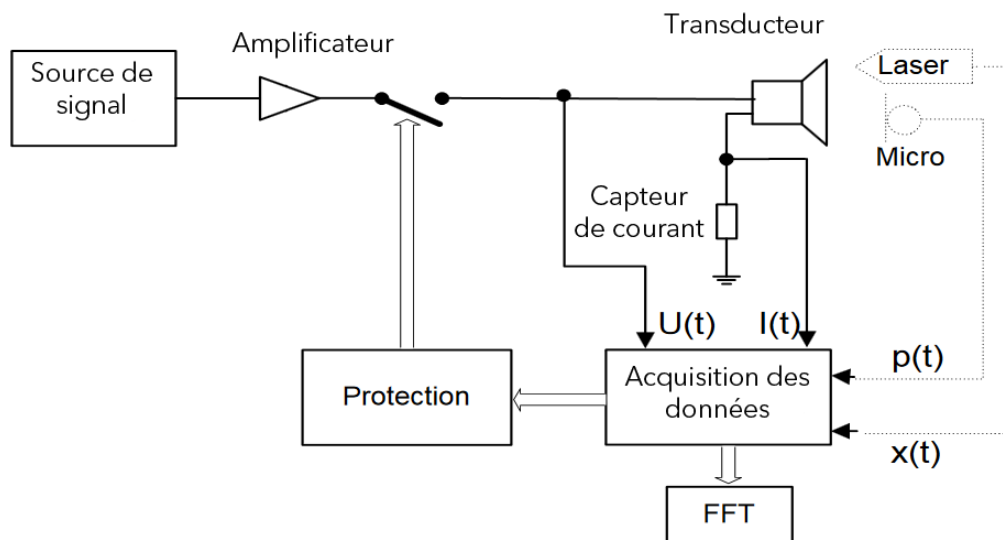 Transducteur
Amplificateur
Source de
signal
Laser
Micro
Capteur
de courant
U(t)
I(t)
p(t)
Protection
Acquisition des
données
x(t)
FFT